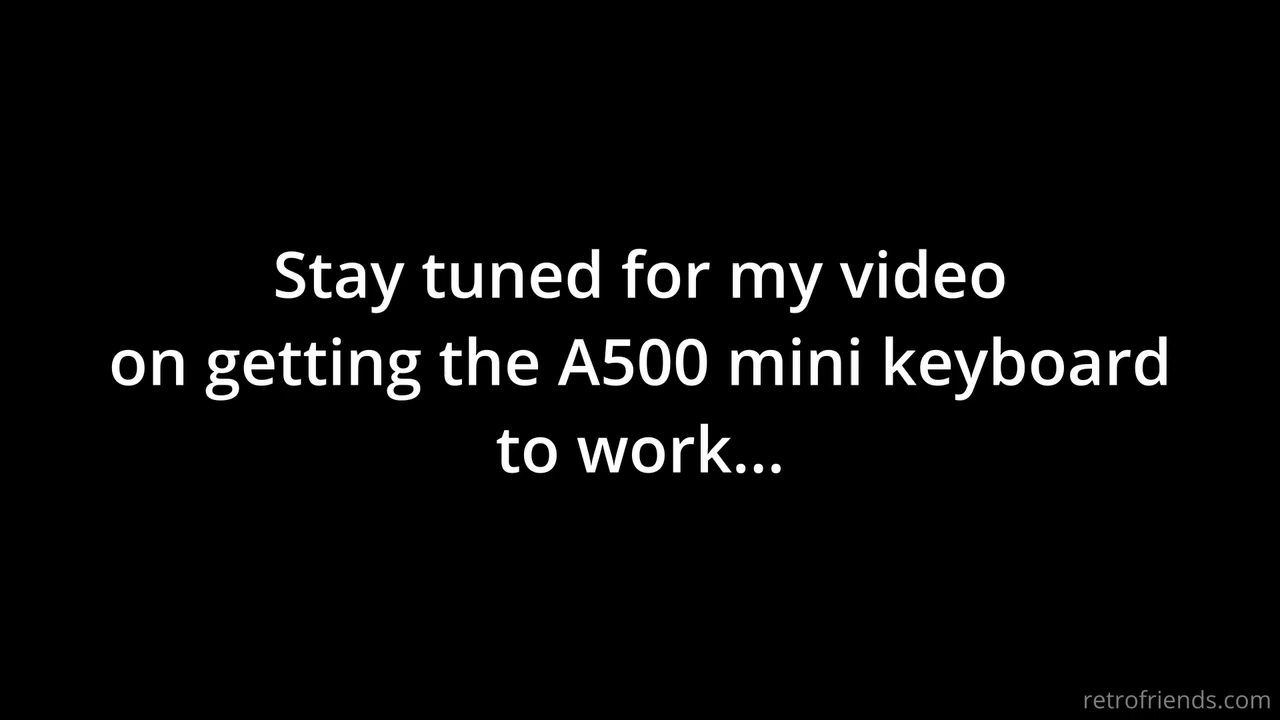 Stay tuned for my video
on getting the A500 mini keyboard
to work...
retrofriends.com